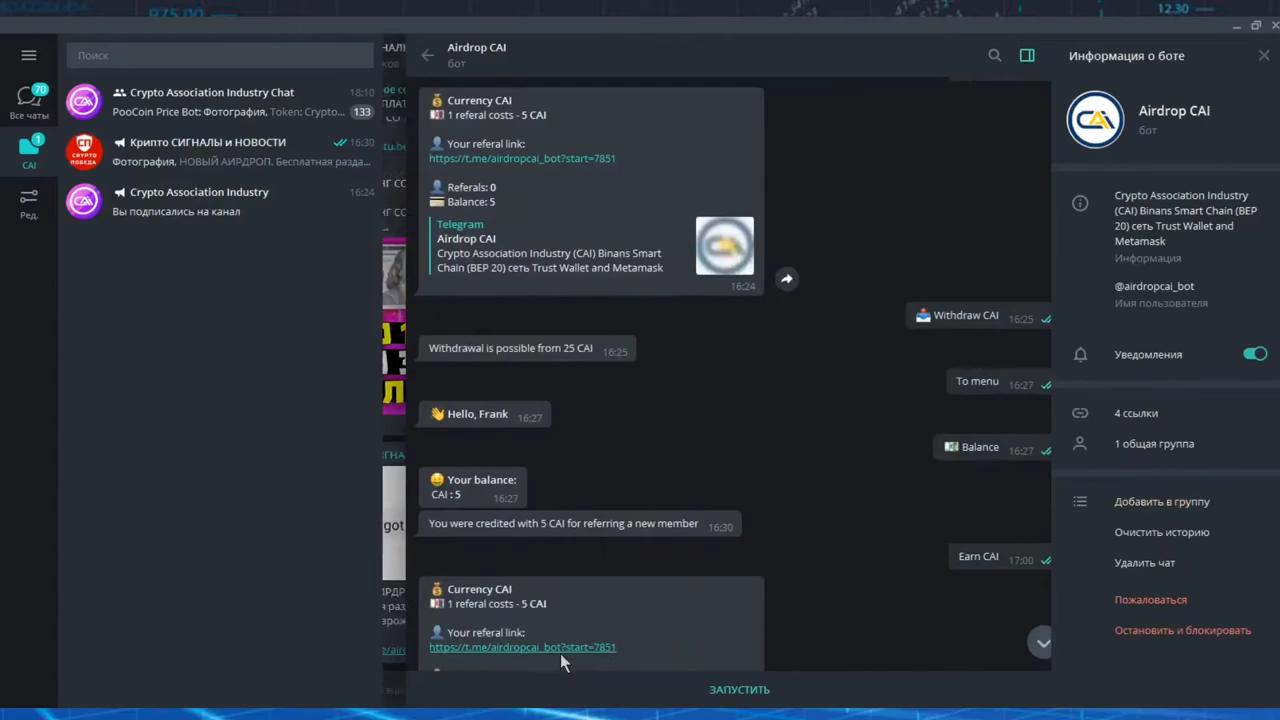 975.00
12.30
Поиск
Все чаты
70
CAI
1
Ред.
Crypto Association Industry Chat
18:10
PooCoin Price Bot: Фотография, Token: Crypto...
133
Крипто СИГНАЛЫ и НОВОСТИ
16:30
Фотография, НОВЫЙ АИРДРОП. Бесплатная разда...
CRYPTO
ПОБЕДА
Crypto Association Industry
16:24
Вы подписались на канал
Airdrop CAI
бот
Currency CAI
1 referal costs - 5 CAI
Your referal link:
https://t.me/airdropcai_bot?start=7851
Referals: 0
Balance: 5
Telegram
Airdrop CAI
Crypto Association Industry (CAI) Binans Smart
Chain (BEP 20) сеть Trust Wallet and Metamask
16:24
Withdraw CAI 16:25
Withdrawal is possible from 25 CAI 16:25
To menu 16:27
Hello, Frank 16:27
Balance 16:27
Your balance:
CAI : 5 16:27
You were credited with 5 CAI for referring a new member 16:30
Earn CAI 17:00
Currency CAI
1 referal costs - 5 CAI
Your referal link:
https://t.me/airdropcai_bot?start=7851
ЗАПУСТИТЬ
Информация о боте
Airdrop CAI
бот
Crypto Association Industry
(CAI) Binans Smart Chain (BEP
20) сеть Trust Wallet and
Metamask
Информация
@airdropcai_bot
Имя пользователя
Уведомления
4 ссылки
1 общая группа
Добавить в группу
Очистить историю
Удалить чат
Пожаловаться
Остановить и блокировать